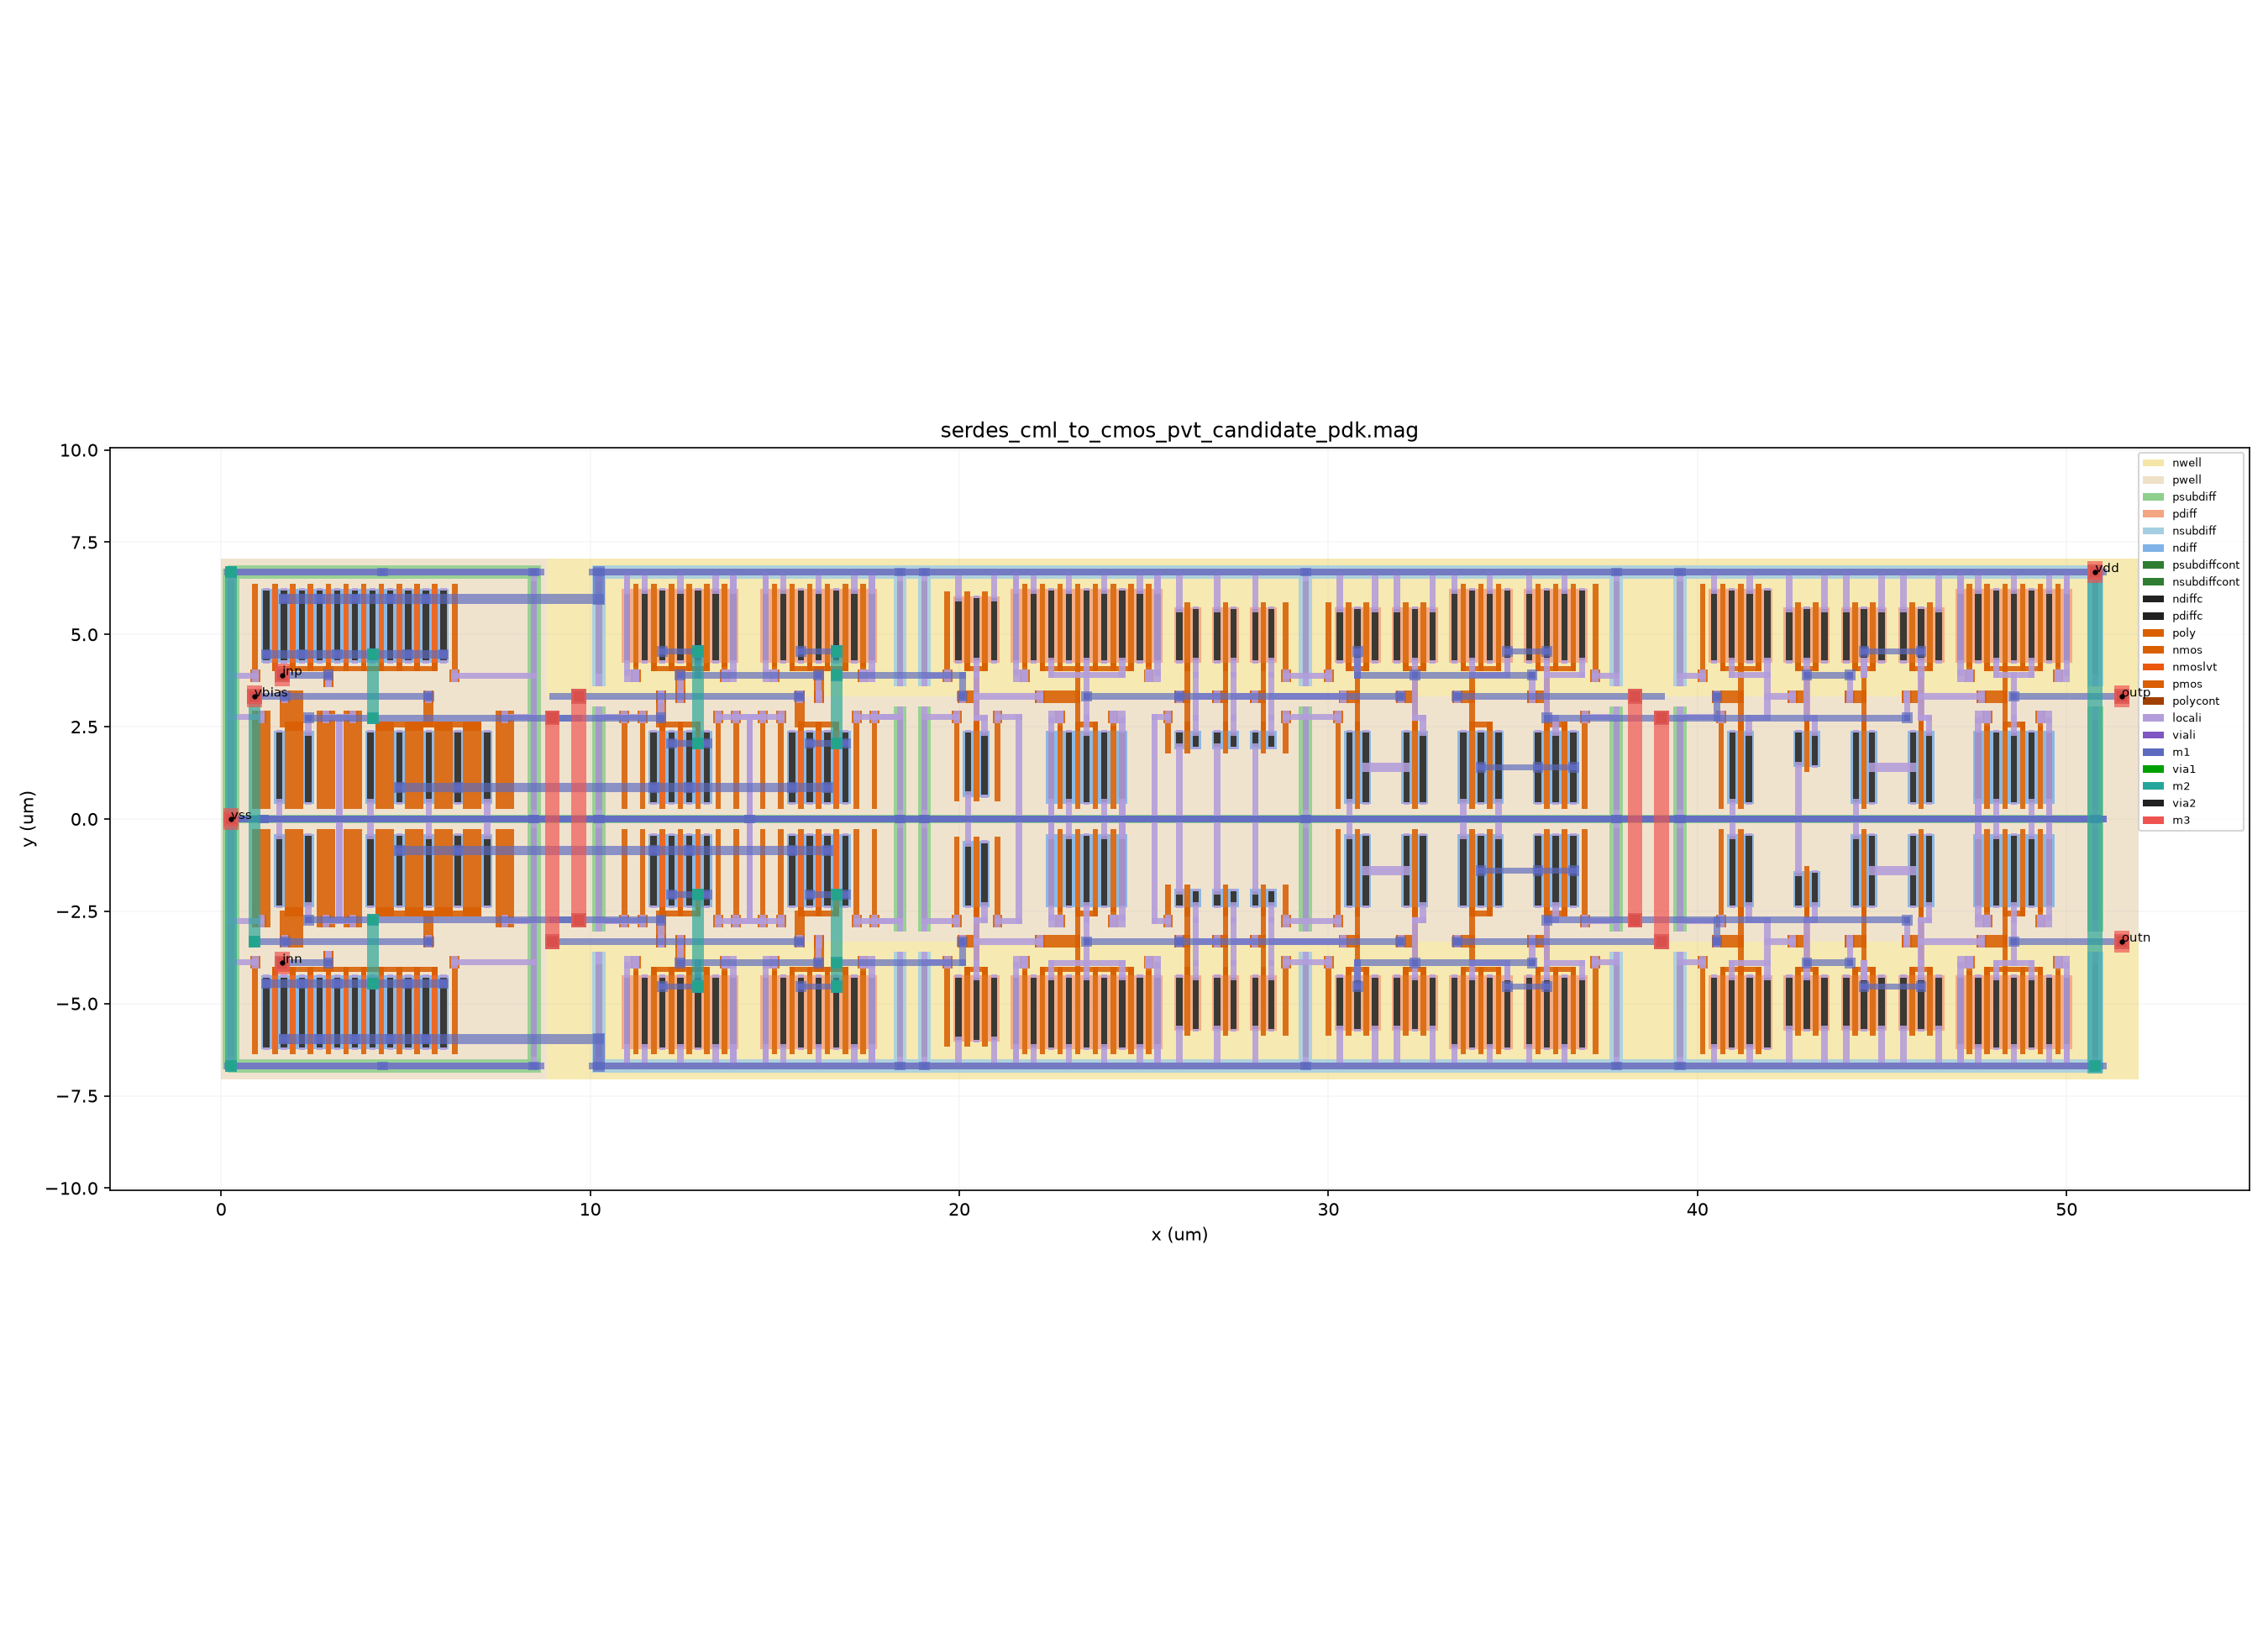 serdes_cml_to_cmos_pvt_candidate_pdk.mag
10.0
7.5
5.0
2.5
0.0
−2.5
−5.0
−7.5
−10.0
y (um)
0
10
20
30
40
50
x (um)
vdd
inp
vbias
outp
vss
outn
inn
nwell
pwell
psubdiff
pdiff
nsubdiff
ndiff
psubdiffcont
nsubdiffcont
ndiffc
pdiffc
poly
nmos
nmoslvt
pmos
polycont
locali
viali
m1
via1
m2
via2
m3